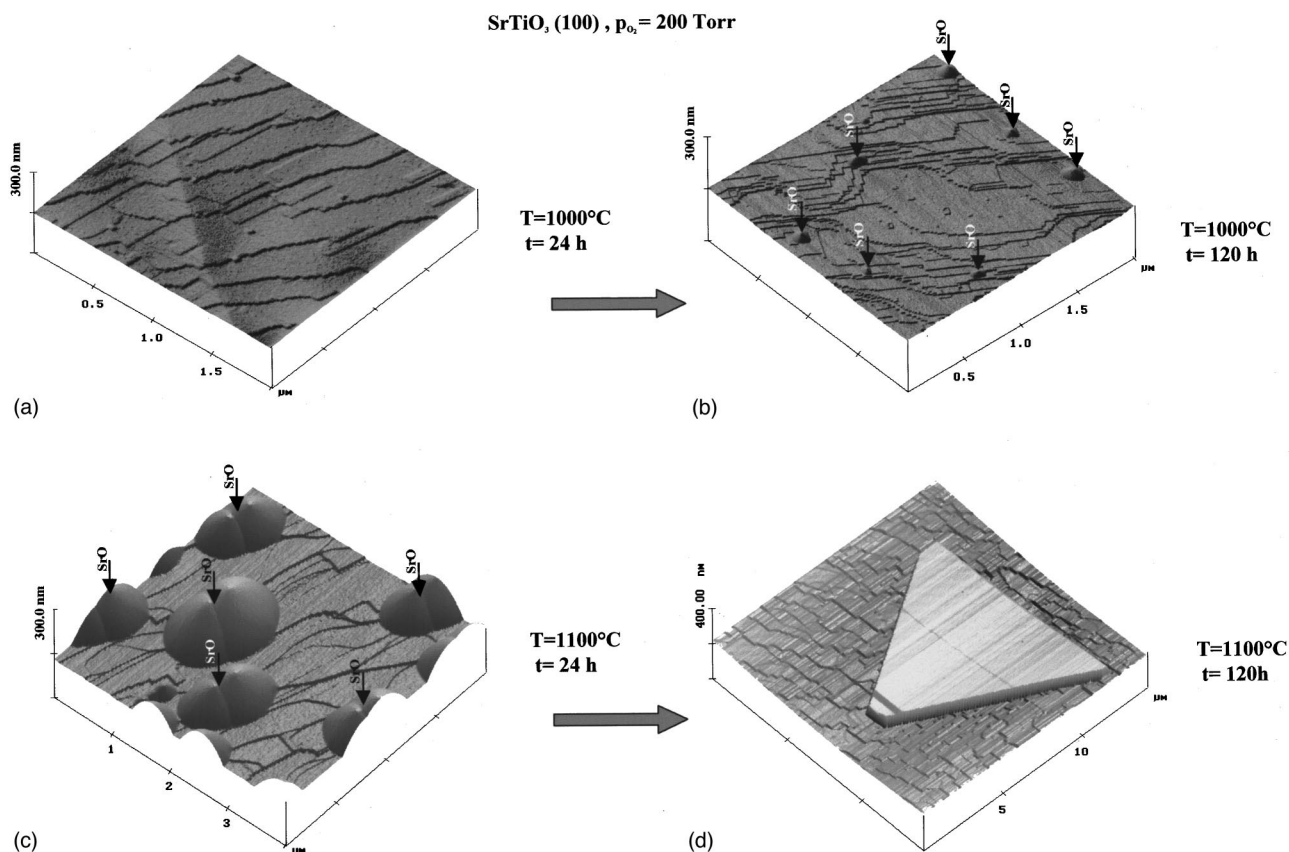 SrTiO₃ (100) , pO₂ = 200 Torr
300.0 nm
0.5
1.0
1.5
µM
T=1000°C
t= 24 h
(a)
SrO
SrO
SrO
SrO
SrO
SrO
SrO
300.0 nm
0.5
1.0
1.5
µM
T=1000°C
t= 120 h
(b)
SrO
SrO
SrO
SrO
SrO
SrO
300.0 nm
1
2
3
µM
T=1100°C
t= 24 h
(c)
400.00 nM
5
10
µM
T=1100°C
t= 120h
(d)